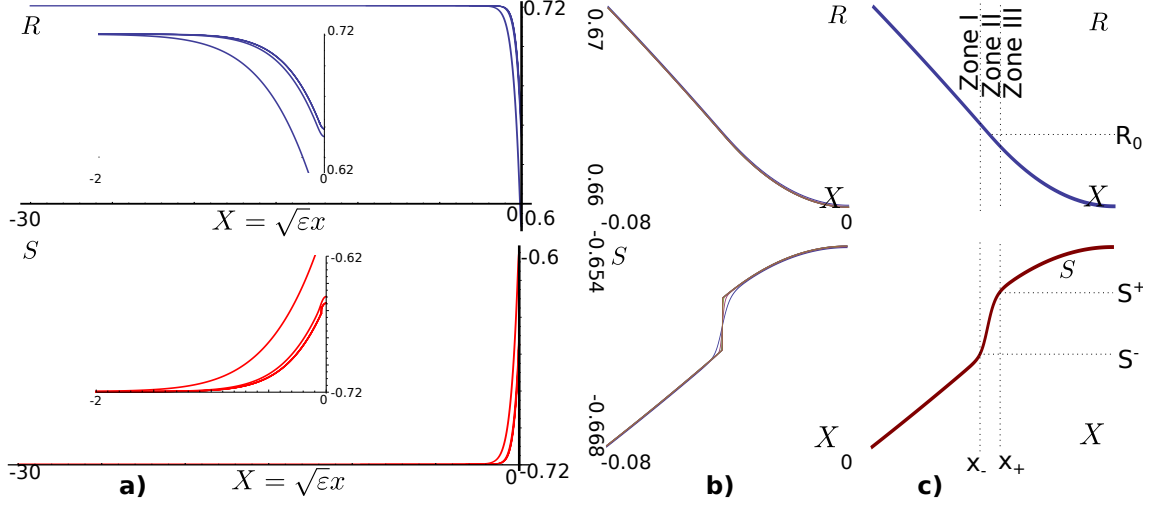 R
0.72
0.72
0.62
-2
0
-30
X = √εx
0
0.6
S
-0.6
-0.62
-0.72
-2
0
-30
X = √εx
0
-0.72
a)
0.67
R
0.66
X
-0.08
0
S
-0.654
-0.668
X
-0.08
0
b)
Zone I
Zone II
Zone III
R
R₀
X
S
S⁺
S⁻
X
x₋
x₊
c)